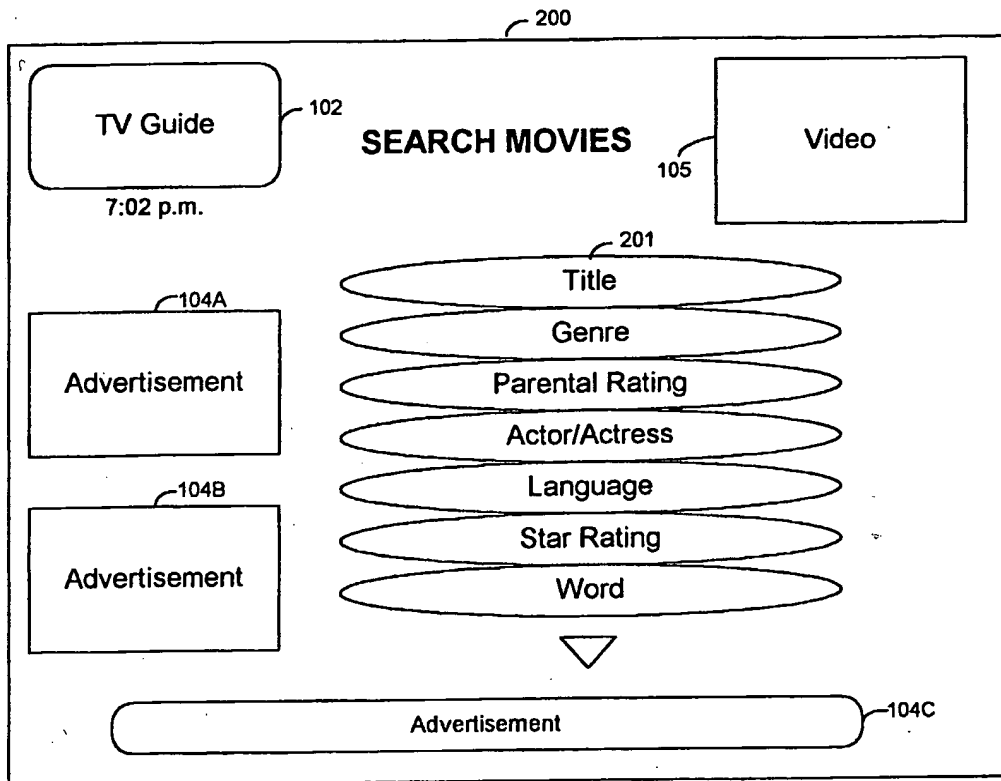 200
TV Guide
102
SEARCH MOVIES
105
Video
7:02 p.m.
201
Title
Genre
Parental Rating
Actor/Actress
Language
Star Rating
Word
104A
Advertisement
104B
Advertisement
Advertisement
104C